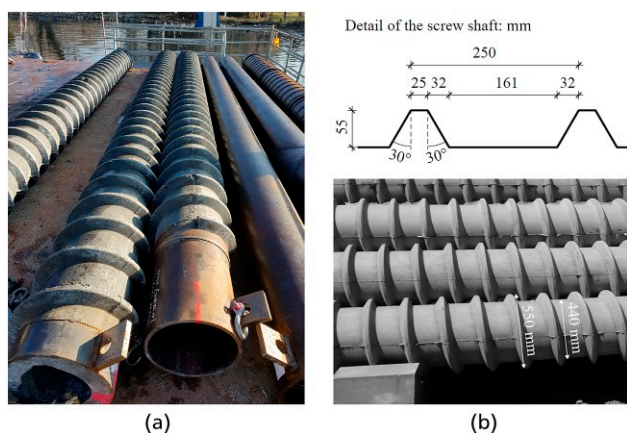 Detail of the screw shaft: mm
250
25 32 161 32
55
30° 30°
550 mm
440 mm
(a)
(b)